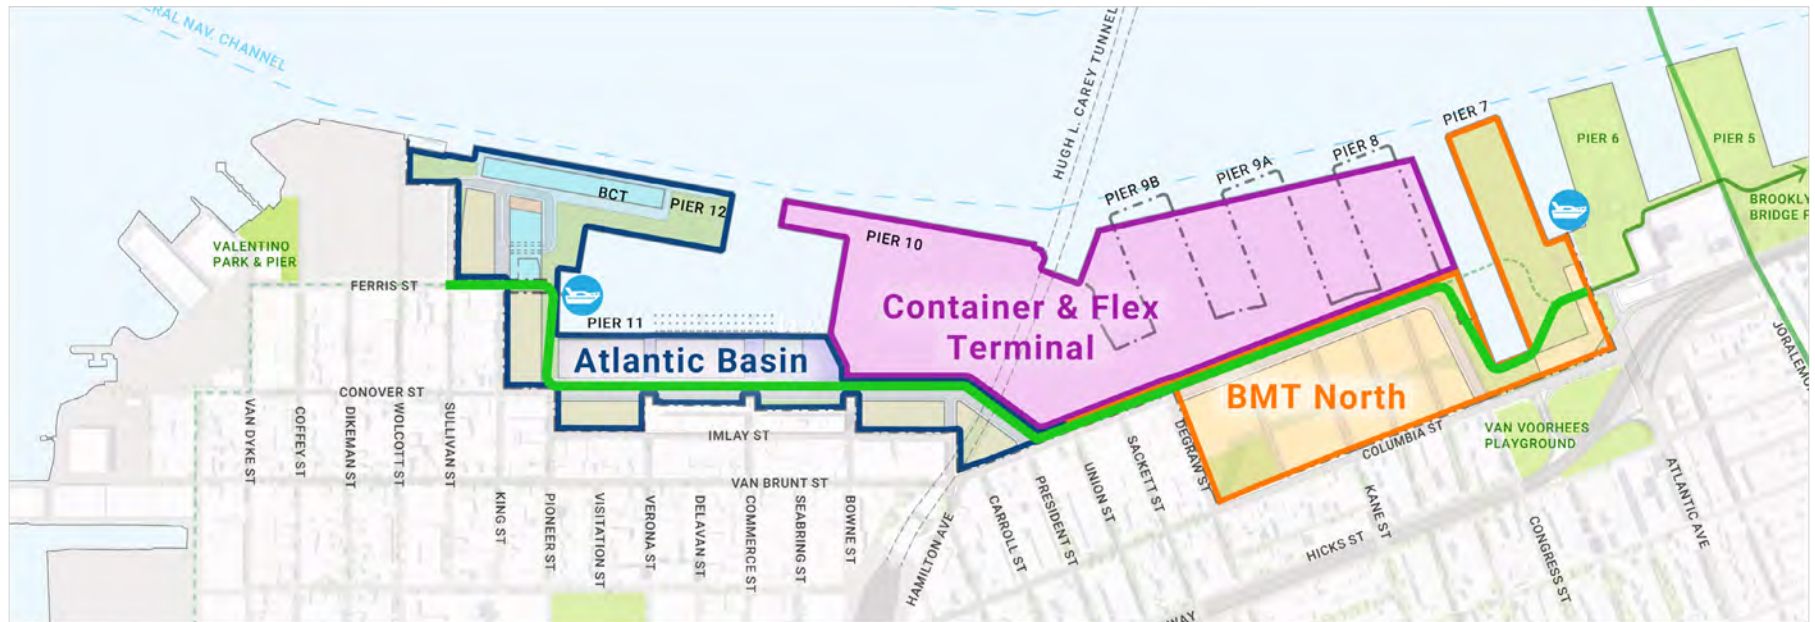 RAL NAV. CHANNEL
HUGH L. CAREY TUNNEL
PIER 7
PIER 6
PIER 5
PIER 8
PIER 9A
PIER 9B
BCT
PIER 12
PIER 10
BROOKLY
BRIDGE P
VALENTINO
PARK & PIER
FERRIS ST
PIER 11
Container & Flex
Terminal
Atlantic Basin
BMT North
JORALEMO
CONOVER ST
VAN DYKE ST
COFFEY ST
DIKEMAN ST
WOLCOTT ST
SULLIVAN ST
IMLAY ST
VAN BRUNT ST
KING ST
PIONEER ST
VISITATION ST
VERONA ST
DELAVAN ST
COMMERCE ST
SEABRING ST
BOWNE ST
HAMILTON AVE
CARROLL ST
PRESIDENT ST
UNION ST
SACKETT ST
DEGRAW ST
COLUMBIA ST
VAN VOORHEES
PLAYGROUND
KANE ST
HICKS ST
CONGRESS ST
ATLANTIC AVE
WAY